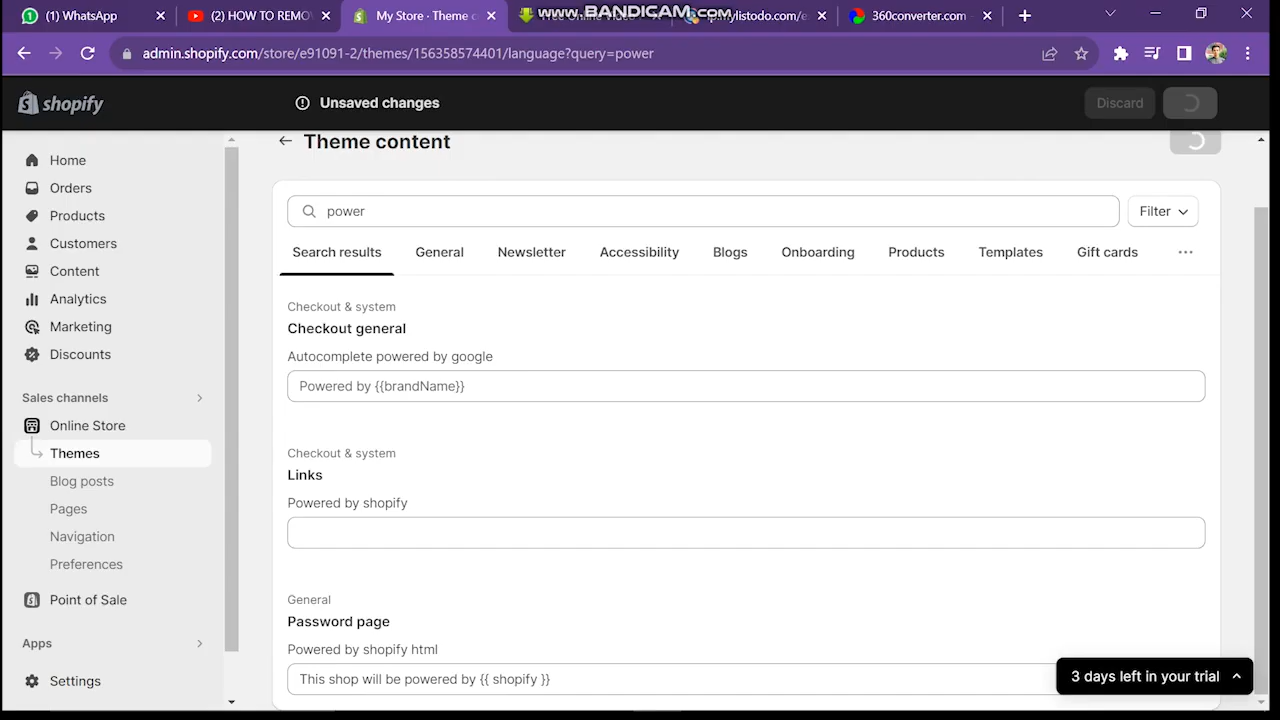 (1) WhatsApp
(2) HOW TO REMO
My Store · Theme c
360converter.com
www.BANDICAM.com
admin.shopify.com/store/e91091-2/themes/156358574401/language?query=power
shopify
Unsaved changes
Discard
Home
Orders
Products
Customers
Content
Analytics
Marketing
Discounts
Sales channels
Online Store
Themes
Blog posts
Pages
Navigation
Preferences
Point of Sale
Apps
Settings
Theme content
power
Filter
Search results
General
Newsletter
Accessibility
Blogs
Onboarding
Products
Templates
Gift cards
Checkout & system
Checkout general
Autocomplete powered by google
Powered by {{brandName}}
Checkout & system
Links
Powered by shopify
General
Password page
Powered by shopify html
This shop will be powered by {{ shopify }}
3 days left in your trial